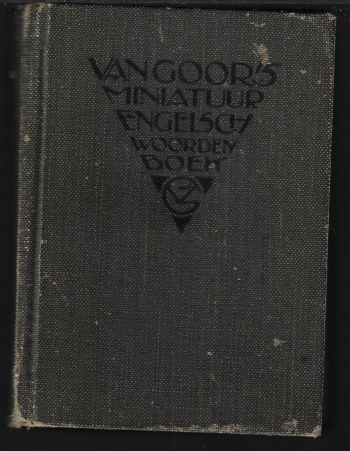 VAN GOOR'S
MINIATUUR
ENGELSCH
WOORDEN
BOEK